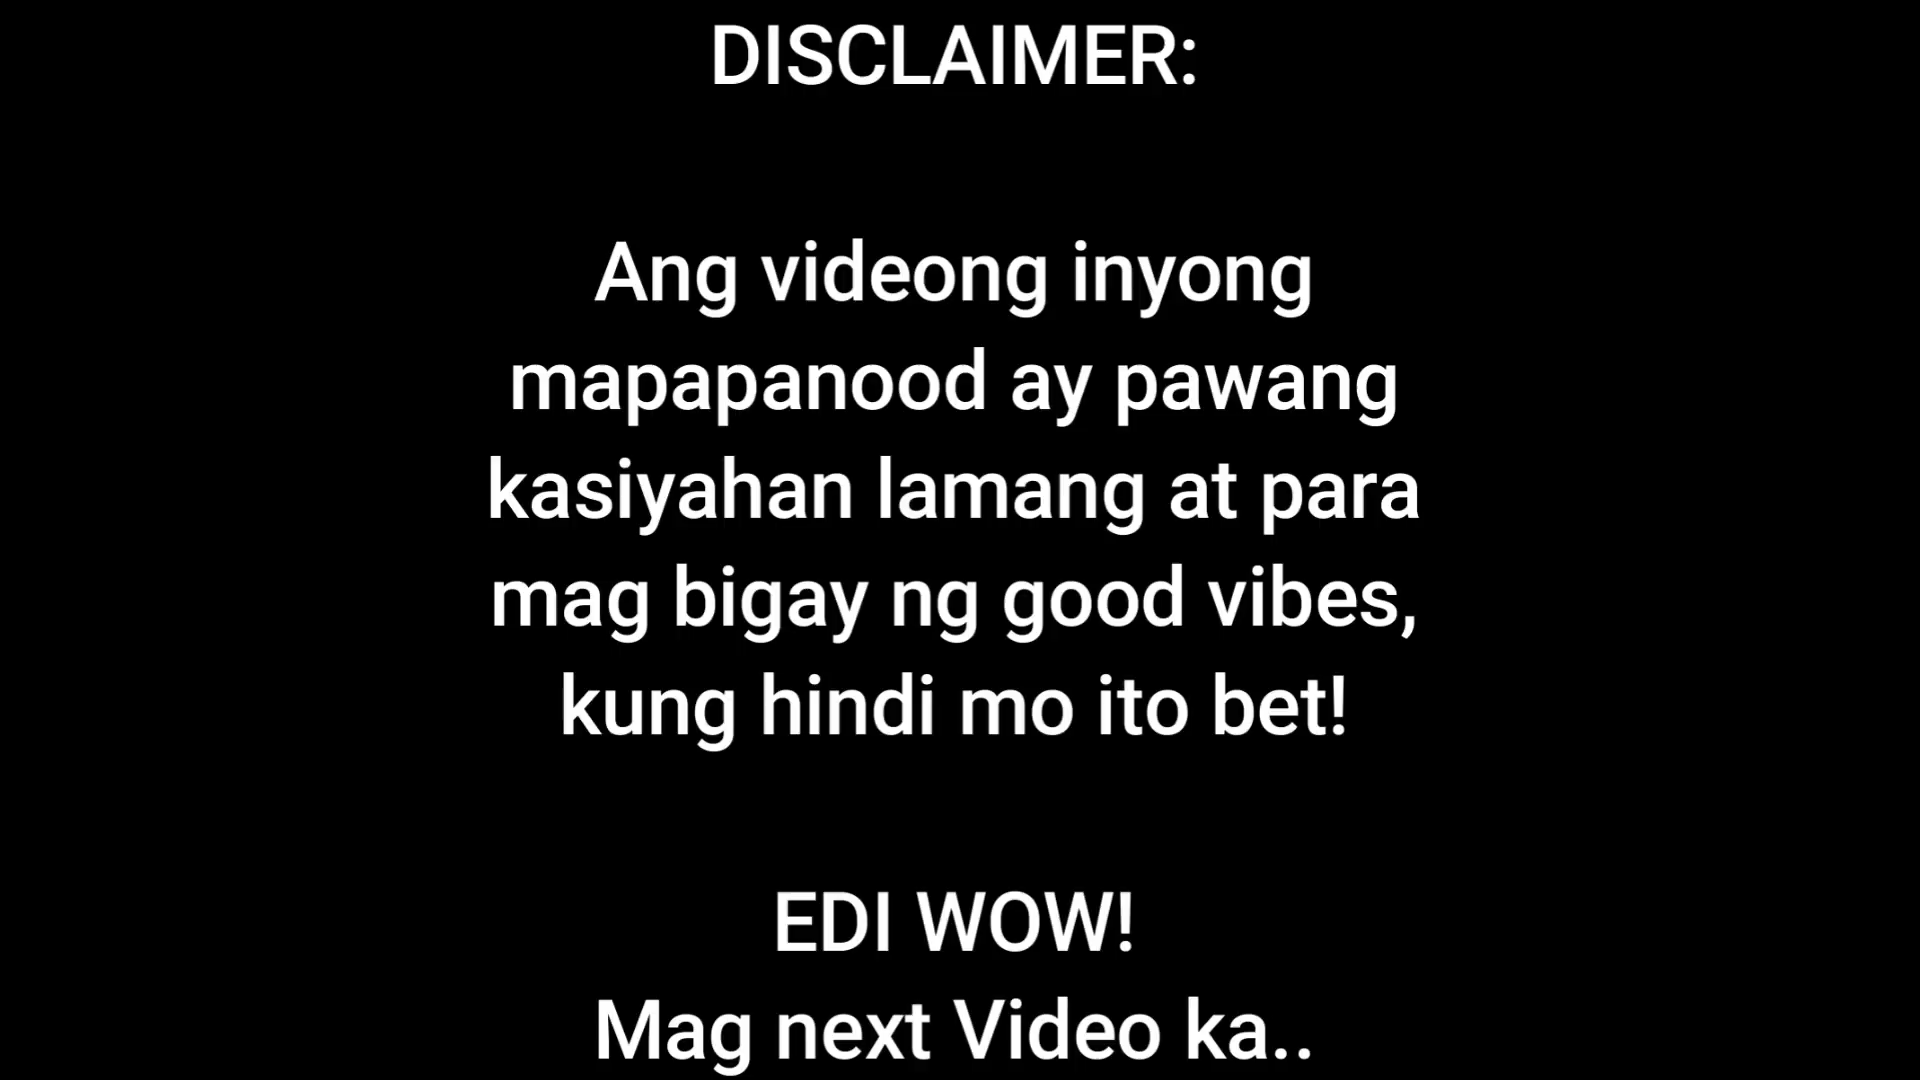 DISCLAIMER:
Ang videong inyong
mapapanood ay pawang
kasiyahan lamang at para
mag bigay ng good vibes,
kung hindi mo ito bet!
EDI WOW!
Mag next Video ka..